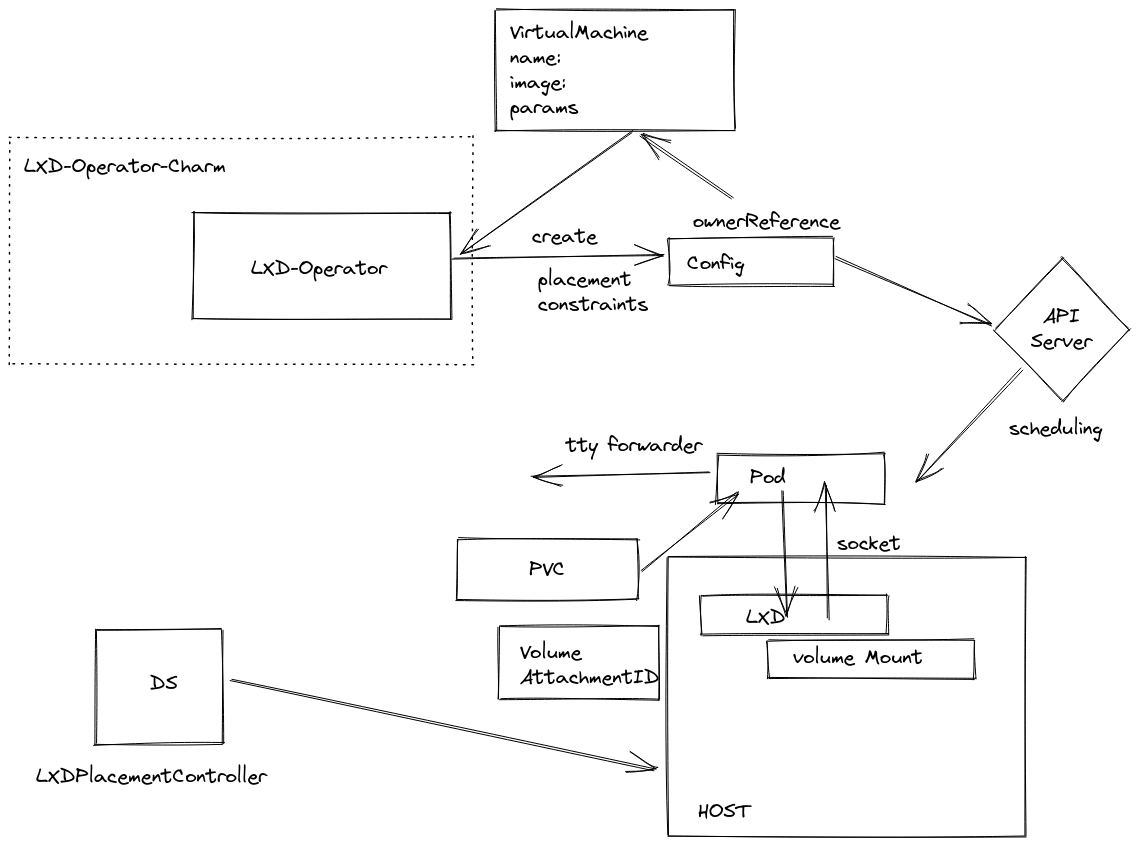 VirtualMachine
name:
image:
params
LXD-Operator-Charm
LXD-Operator
create
placement
constraints
ownerReference
Config
API
Server
scheduling
tty forwarder
Pod
socket
PVC
LXD
volume Mount
Volume
AttachmentID
DS
LXDPlacementController
HOST